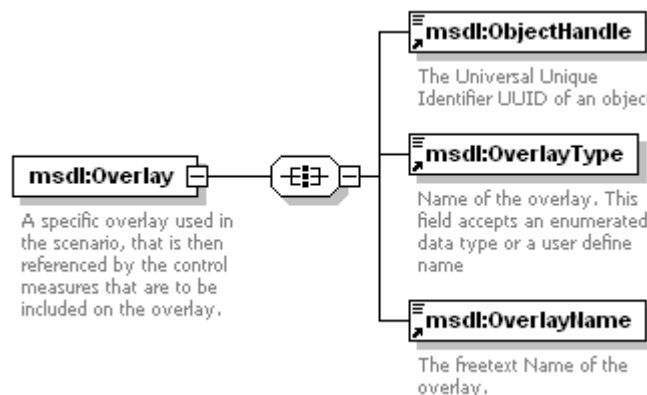 msdl:ObjectHandle
The Universal Unique
Identifier UUID of an object
msdl:Overlay
A specific overlay used in
the scenario, that is then
referenced by the control
measures that are to be
included on the overlay.
msdl:OverlayType
Name of the overlay. This
field accepts an enumerated
data type or a user define
name
msdl:OverlayName
The freetext Name of the
overlay.